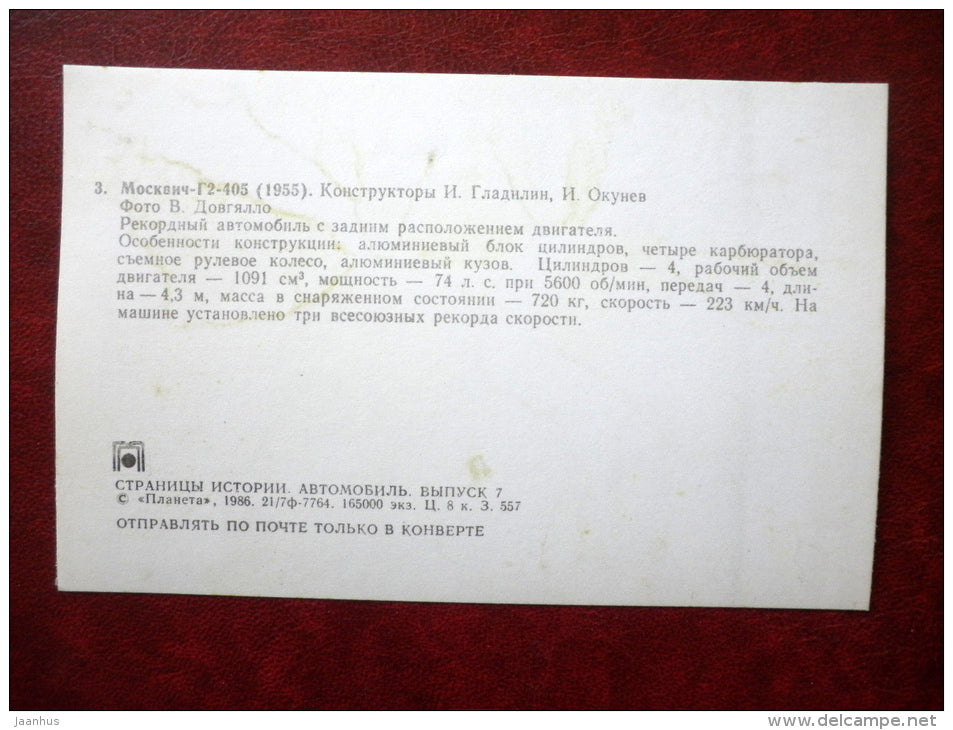 3. Москвич-Г2-405 (1955). Конструкторы И. Гладилин, И. Окунев
Фото В. Довгялло
Рекордный автомобиль с задним расположением двигателя.
Особенности конструкции: алюминиевый блок цилиндров, четыре карбюратора,
съемное рулевое колесо, алюминиевый кузов. Цилиндров — 4, рабочий объем
двигателя — 1091 см³, мощность — 74 л. с. при 5600 об/мин, передач — 4, дли-
на — 4,3 м, масса в снаряженном состоянии — 720 кг, скорость — 223 км/ч. На
машине установлено три всесоюзных рекорда скорости.
СТРАНИЦЫ ИСТОРИИ. АВТОМОБИЛЬ. ВЫПУСК 7
© «Планета», 1986. 21/7ф-7764. 165000 экз. Ц. 8 к. З. 557
ОТПРАВЛЯТЬ ПО ПОЧТЕ ТОЛЬКО В КОНВЕРТЕ
jaanhus
www.delcampe.net